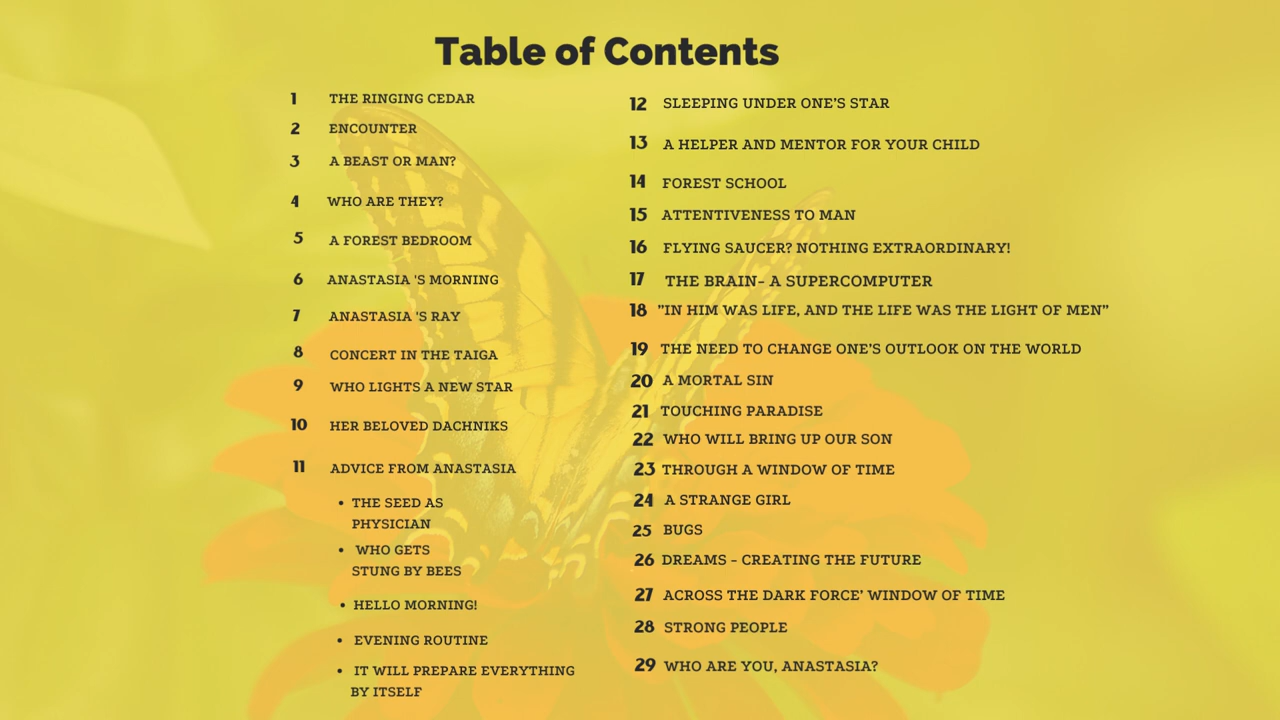 Table of Contents
1 THE RINGING CEDAR
2 ENCOUNTER
3 A BEAST OR MAN?
4 WHO ARE THEY?
5 A FOREST BEDROOM
6 ANASTASIA 'S MORNING
7 ANASTASIA 'S RAY
8 CONCERT IN THE TAIGA
9 WHO LIGHTS A NEW STAR
10 HER BELOVED DACHNIKS
11 ADVICE FROM ANASTASIA
• THE SEED AS
PHYSICIAN
• WHO GETS
STUNG BY BEES
• HELLO MORNING!
• EVENING ROUTINE
• IT WILL PREPARE EVERYTHING
BY ITSELF
12 SLEEPING UNDER ONE'S STAR
13 A HELPER AND MENTOR FOR YOUR CHILD
14 FOREST SCHOOL
15 ATTENTIVENESS TO MAN
16 FLYING SAUCER? NOTHING EXTRAORDINARY!
17 THE BRAIN- A SUPERCOMPUTER
18 ”IN HIM WAS LIFE, AND THE LIFE WAS THE LIGHT OF MEN”
19 THE NEED TO CHANGE ONE'S OUTLOOK ON THE WORLD
20 A MORTAL SIN
21 TOUCHING PARADISE
22 WHO WILL BRING UP OUR SON
23 THROUGH A WINDOW OF TIME
24 A STRANGE GIRL
25 BUGS
26 DREAMS - CREATING THE FUTURE
27 ACROSS THE DARK FORCE’ WINDOW OF TIME
28 STRONG PEOPLE
29 WHO ARE YOU, ANASTASIA?